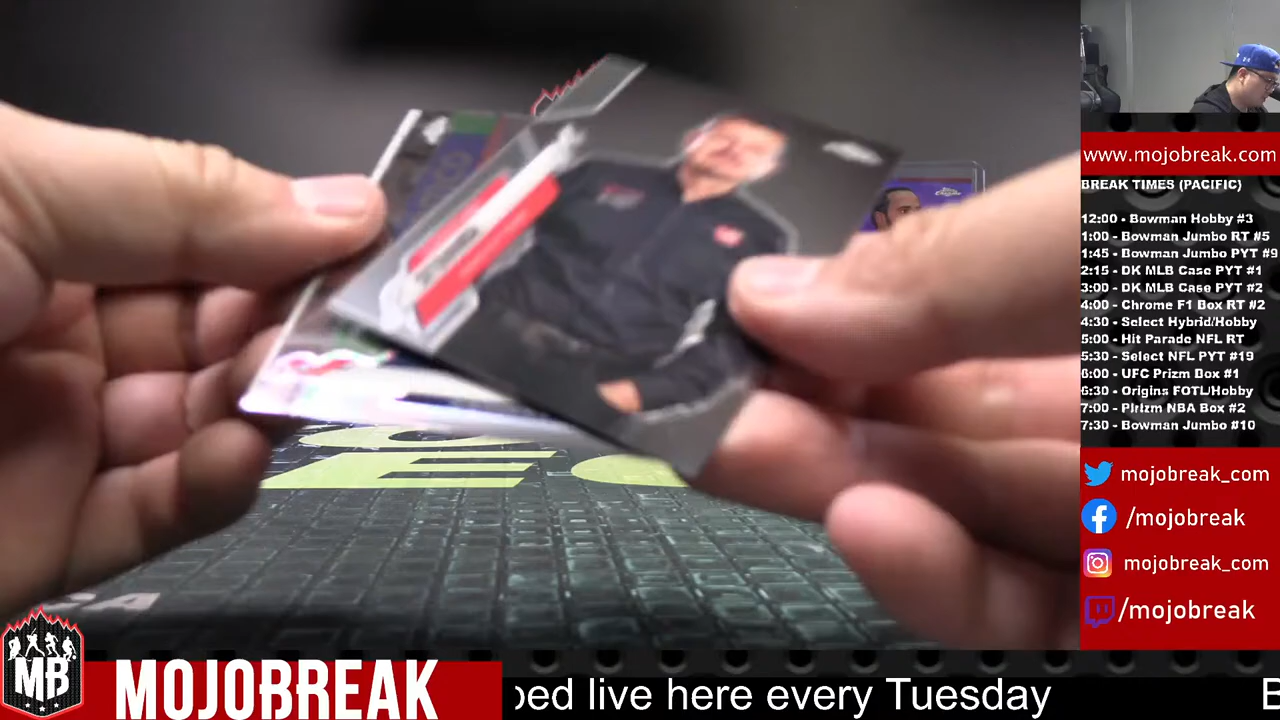 www.mojobreak.com
BREAK TIMES (PACIFIC)
12:00 - Bowman Hobby #3
1:00 - Bowman Jumbo RT #5
1:45 - Bowman Jumbo PYT #9
2:15 - DK MLB Case PYT #1
3:00 - DK MLB Case PYT #2
4:00 - Chrome F1 Box RT #2
4:30 - Select Hybrid/Hobby
5:00 - Hit Parade NFL RT
5:30 - Select NFL PYT #19
6:00 - UFC Prizm Box #1
6:30 - Origins FOTL/Hobby
7:00 - Pirizm NBA Box #2
7:30 - Bowman Jumbo #10
mojobreak_com
/mojobreak
mojobreak_com
/mojobreak
CA
MB
MOJOBREAK
ped live here every Tuesday